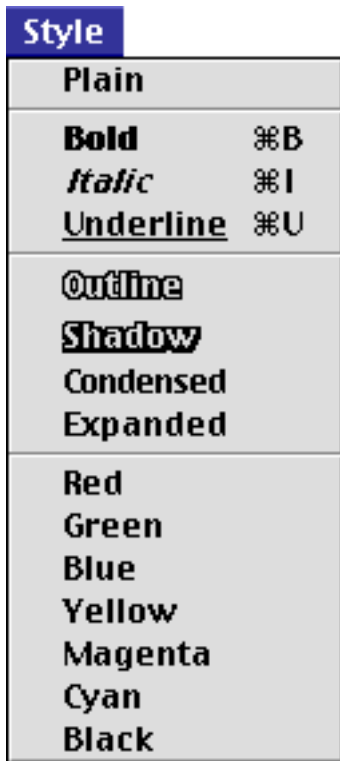 Style
Plain
Bold ⌘B
Italic ⌘I
Underline ⌘U
Outline
Shadow
Condensed
Expanded
Red
Green
Blue
Yellow
Magenta
Cyan
Black